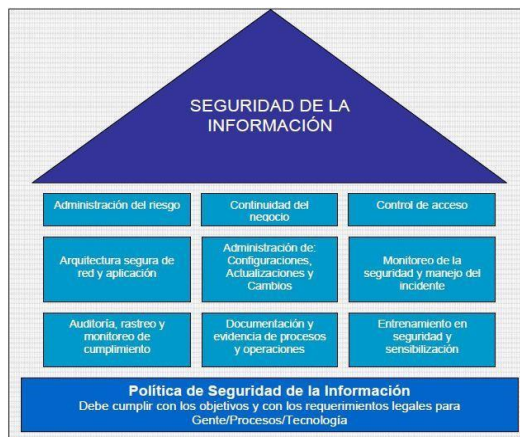 SEGURIDAD DE LA
INFORMACIÓN
Administración del riesgo
Continuidad del
negocio
Control de acceso
Arquitectura segura de
red y aplicación
Administración de:
Configuraciones,
Actualizaciones y
Cambios
Monitoreo de la
seguridad y manejo del
incidente
Auditoría, rastreo y
monitoreo de
cumplimiento
Documentación y
evidencia de procesos
y operaciones
Entrenamiento en
seguridad y
sensibilización
Política de Seguridad de la Información
Debe cumplir con los objetivos y con los requerimientos legales para
Gente/Procesos/Tecnología